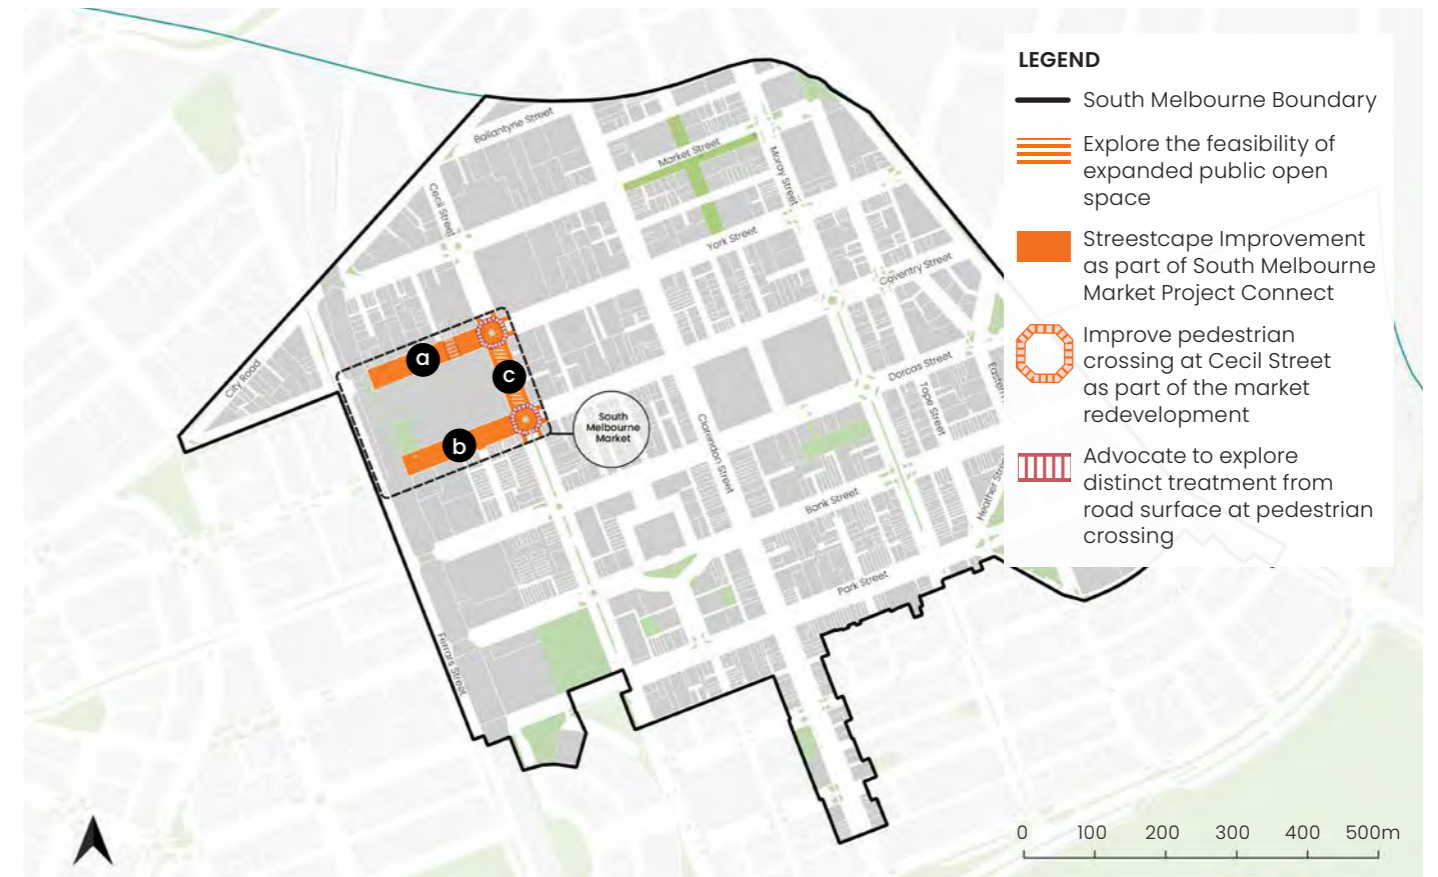 LEGEND
South Melbourne Boundary
Explore the feasibility of
expanded public open
space
Streestcape Improvement
as part of South Melbourne
Market Project Connect
Improve pedestrian
crossing at Cecil Street
as part of the market
redevelopment
Advocate to explore
distinct treatment from
road surface at pedestrian
crossing
Ballantyne Street
Market Street
Moray Street
Cecil Street
York Street
Coventry Street
City Road
a
c
b
South
Melbourne
Market
Dorcas Street
Tope Street
Clarendon Street
Bank Street
Park Street
Ferrars Street
0 100 200 300 400 500m